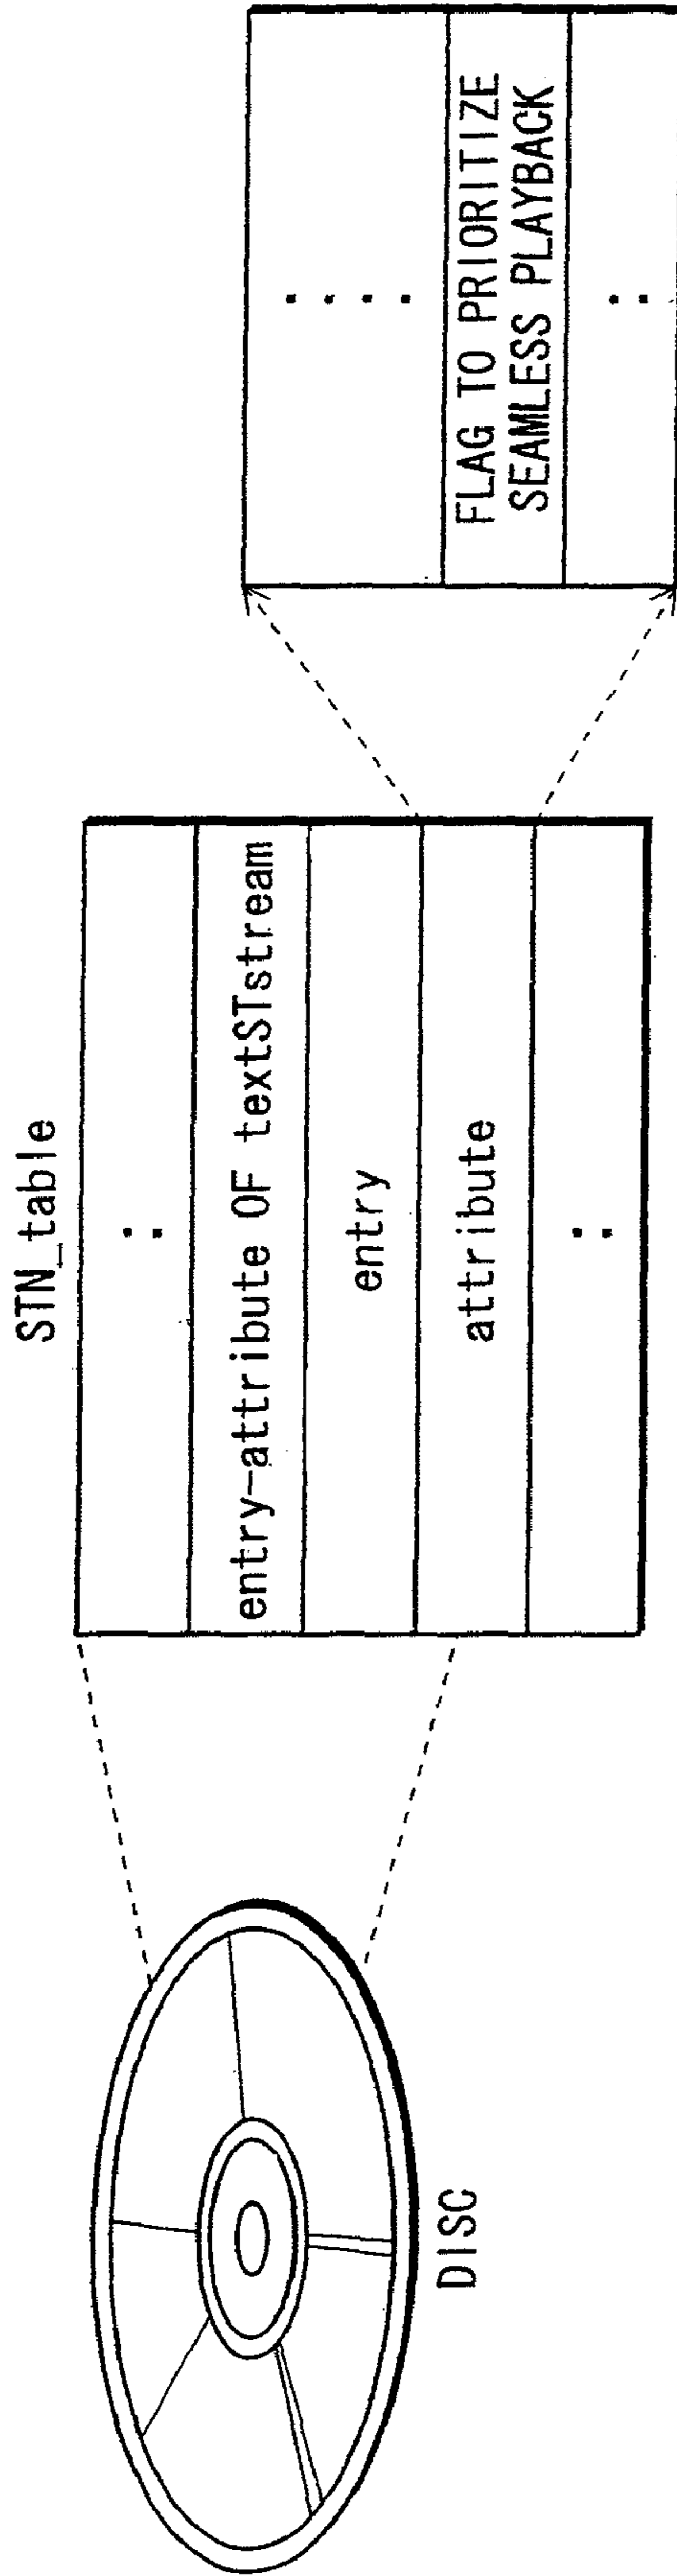 DISC
STN_table
:
entry-attribute OF textSTstream
entry
attribute
:
....
FLAG TO PRIORITIZE
SEAMLESS PLAYBACK
: